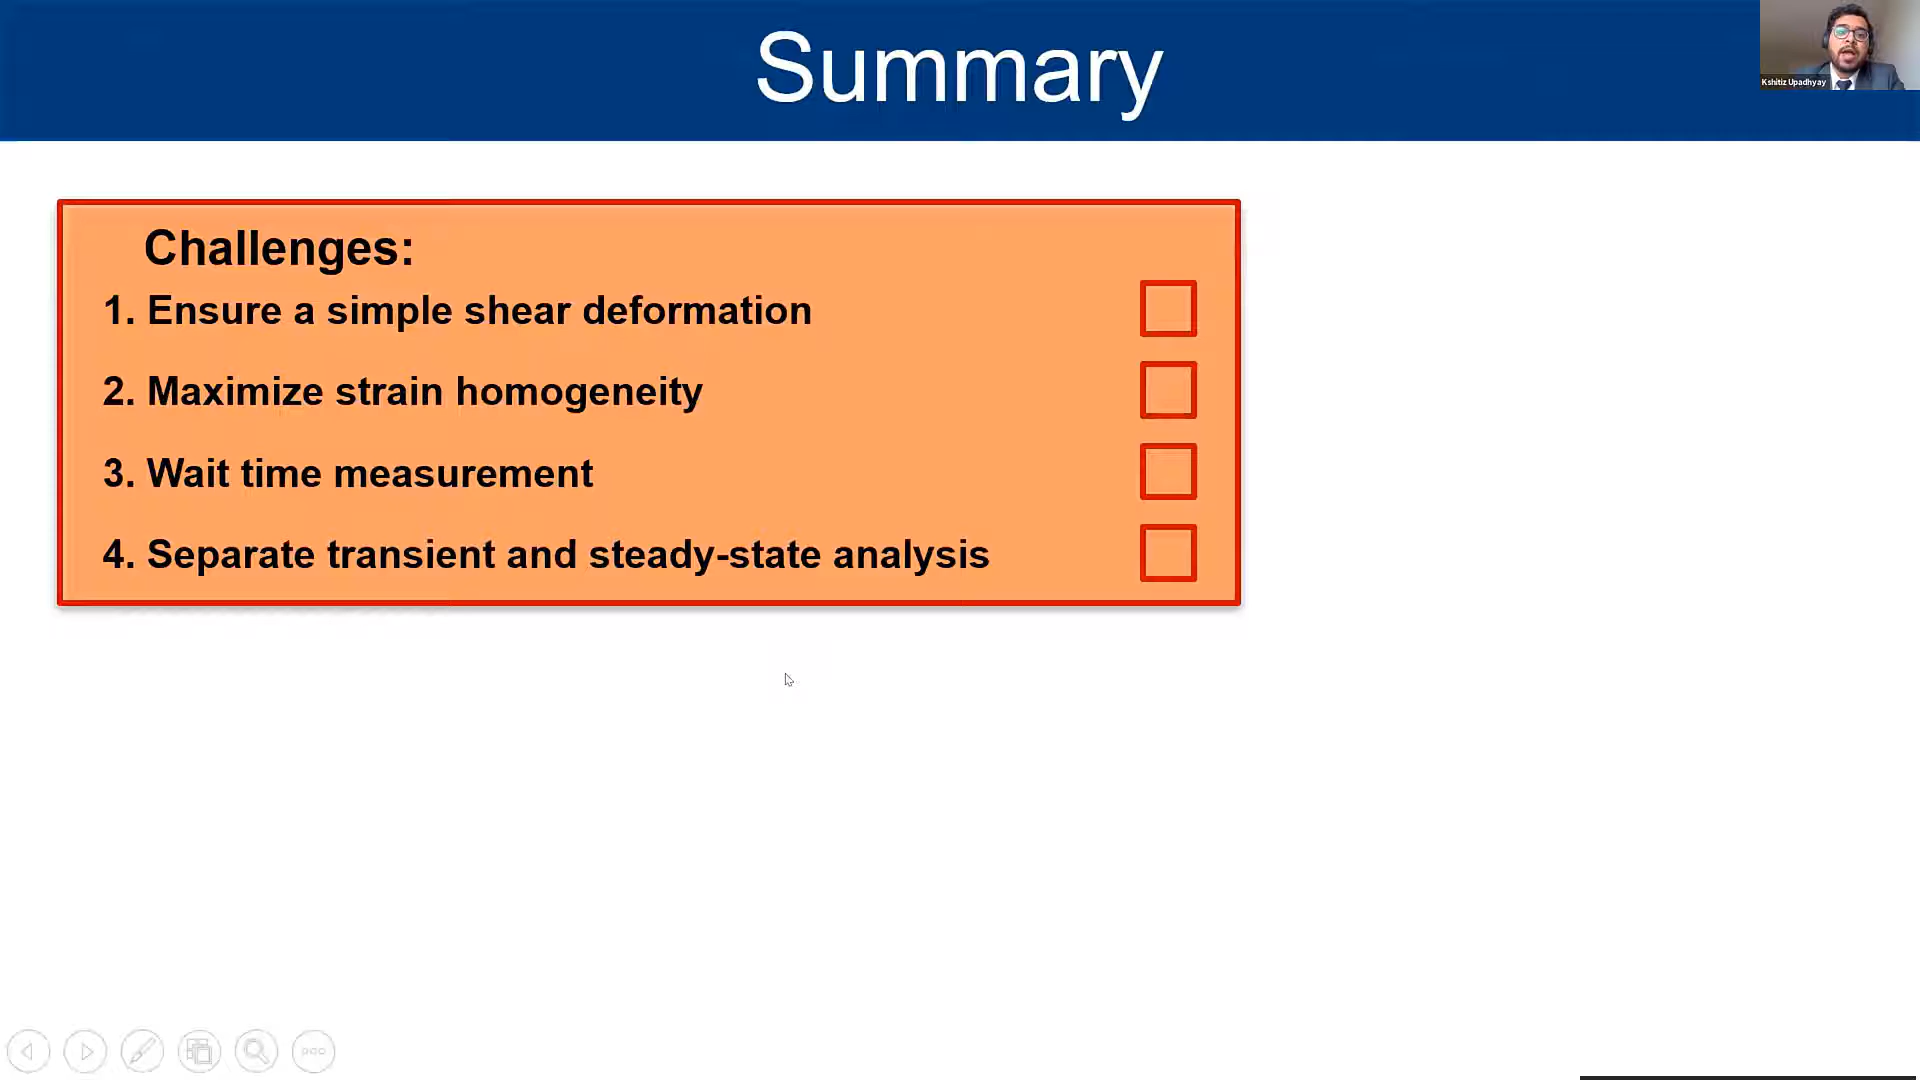 Summary
Kshitiz Upadhyay
Challenges:
1. Ensure a simple shear deformation
2. Maximize strain homogeneity
3. Wait time measurement
4. Separate transient and steady-state analysis